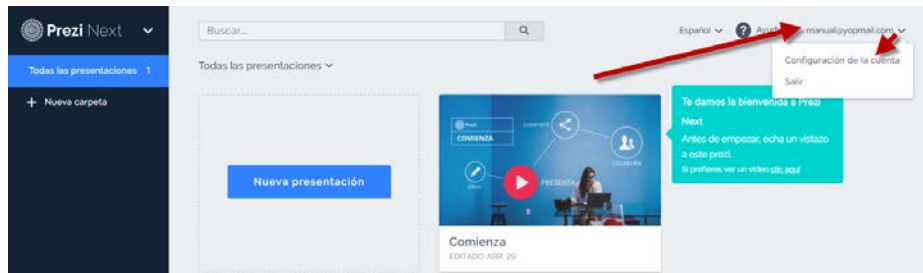 Prezi Next
Buscar...
Español
Todas las presentaciones 1
+ Nueva carpeta
Todas las presentaciones
manual@yopmail.com
Configuración de la cuenta
Salir
Nueva presentación
Prezi
COMIENZA
COMPARTE
COLABORA
CREA
PRESENTA
Comienza
EDITADO ABR. 29
Te damos la bienvenida a Prezi
Next
Antes de empezar, echa un vistazo
a este prezi.
Si prefieres ver un vídeo clic aquí